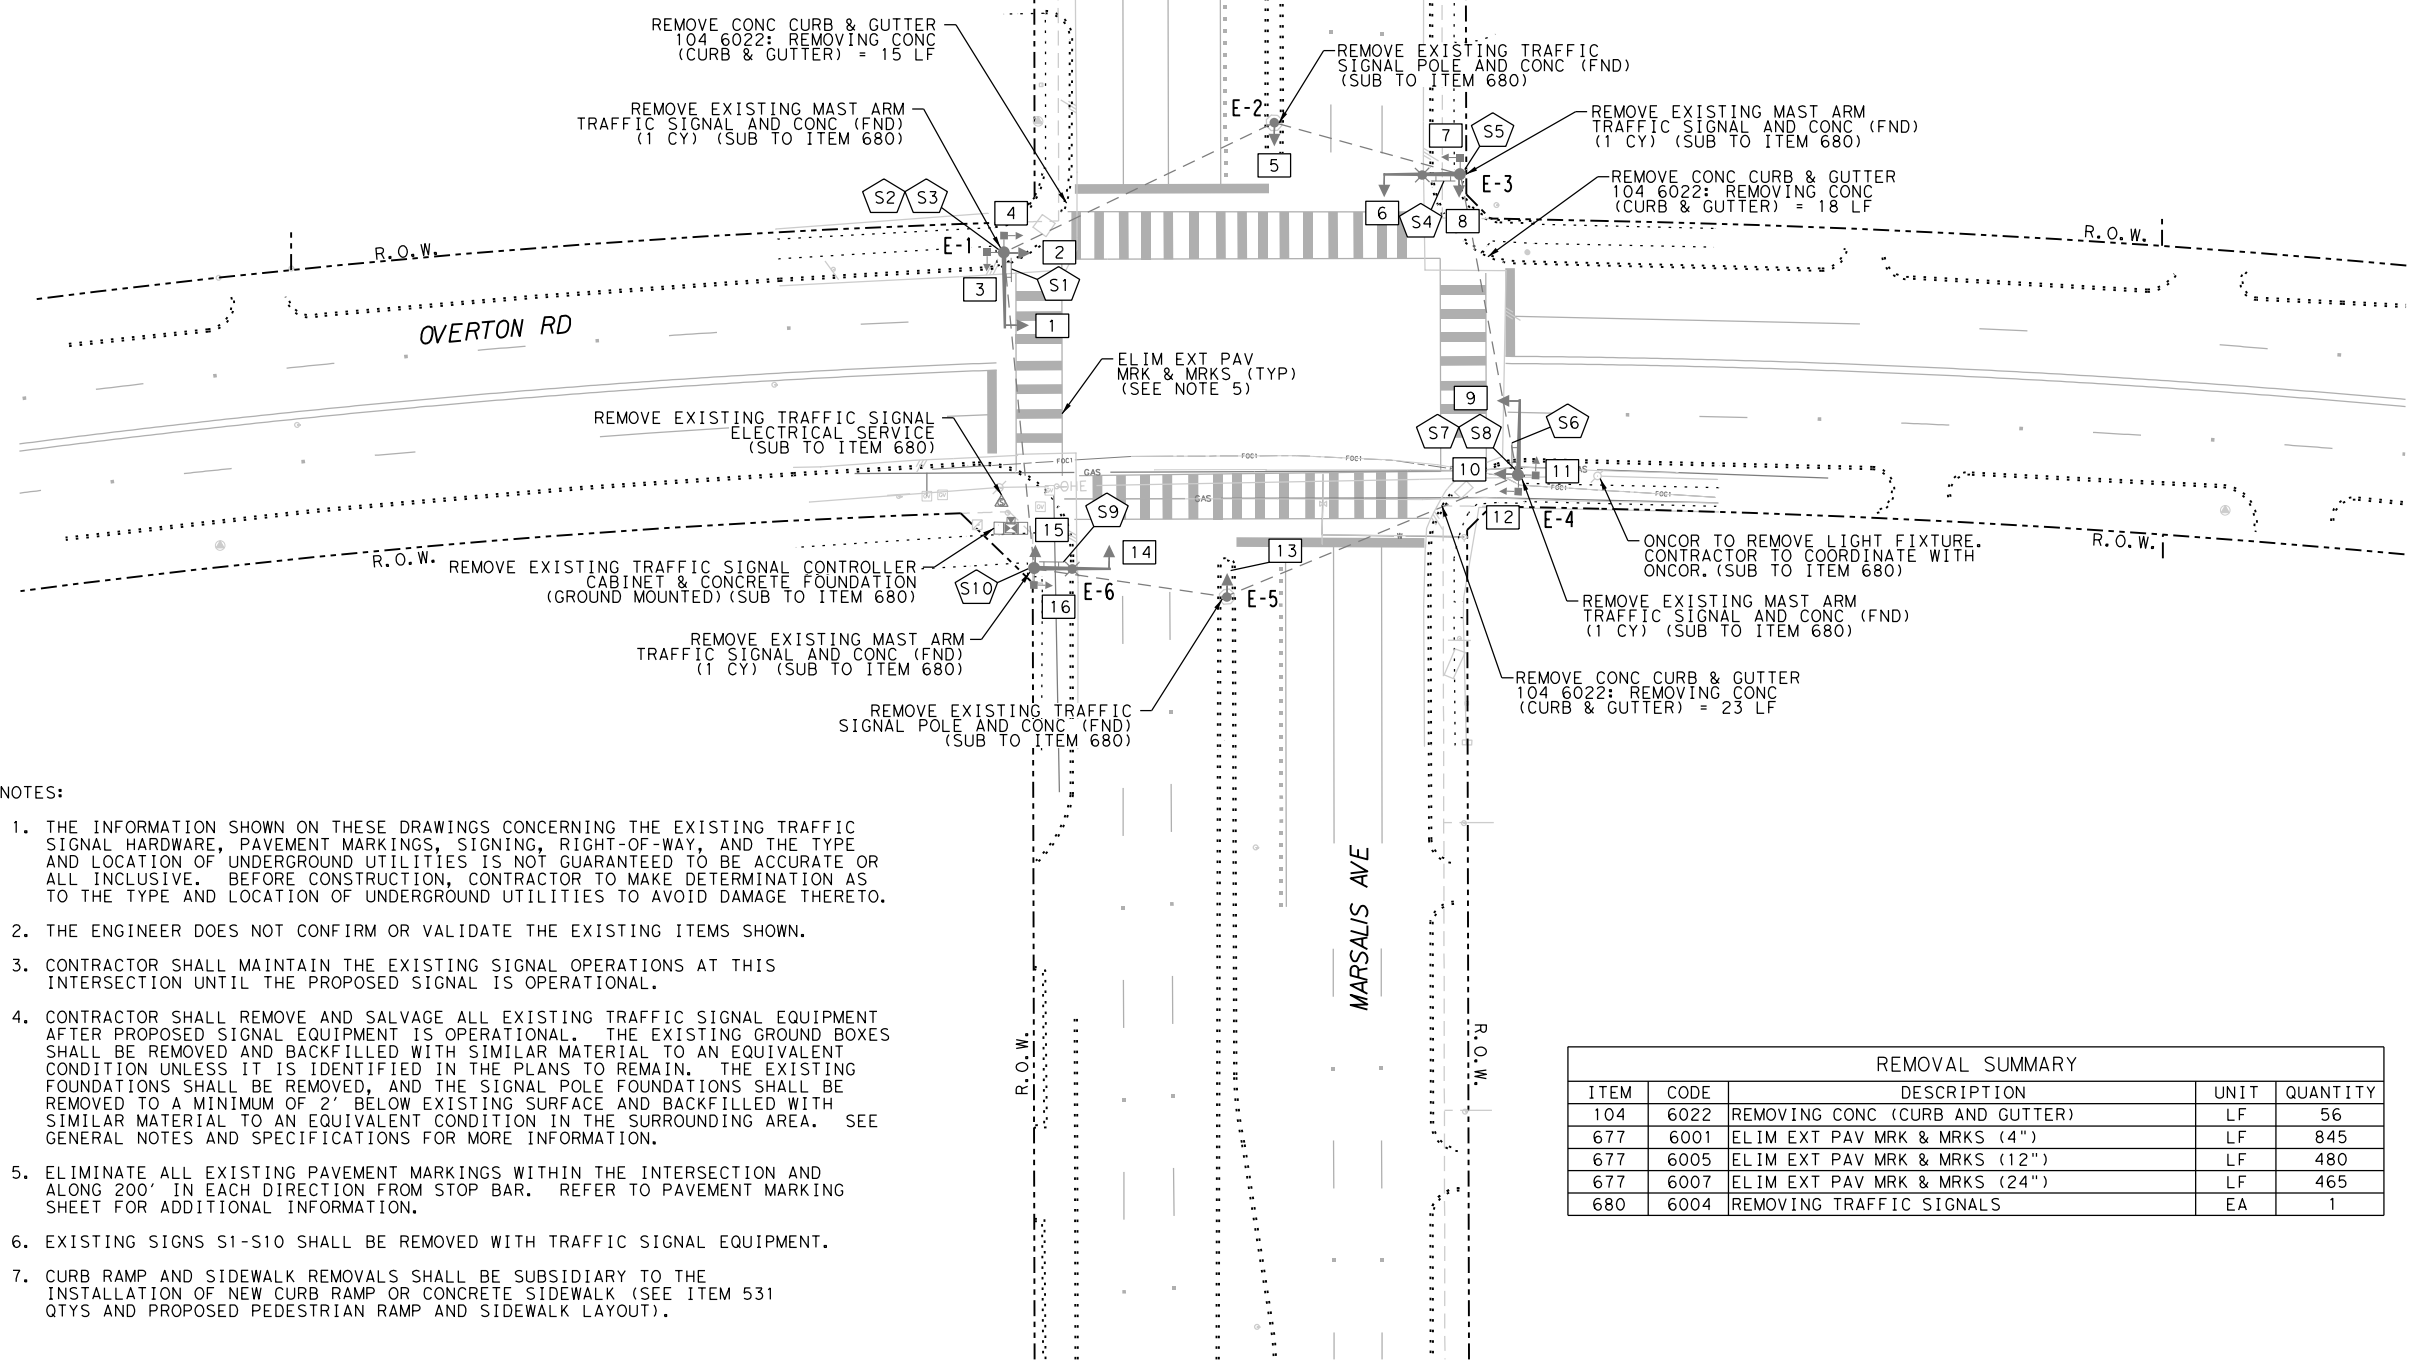 REMOVE CONC CURB & GUTTER
104 6022: REMOVING CONC
(CURB & GUTTER) = 15 LF
REMOVE EXISTING TRAFFIC
SIGNAL POLE AND CONC (FND)
(SUB TO ITEM 680)
REMOVE EXISTING MAST ARM
TRAFFIC SIGNAL AND CONC (FND)
(1 CY) (SUB TO ITEM 680)
E-2
5
7
S5
REMOVE EXISTING MAST ARM
TRAFFIC SIGNAL AND CONC (FND)
(1 CY) (SUB TO ITEM 680)
E-3
REMOVE CONC CURB & GUTTER
104 6022: REMOVING CONC
(CURB & GUTTER) = 18 LF
S2
S3
4
6
S4
8
R.O.W.
E-1
2
R.O.W.
3
S1
1
OVERTON RD
ELIM EXT PAV
MRK & MRKS (TYP)
(SEE NOTE 5)
REMOVE EXISTING TRAFFIC SIGNAL
ELECTRICAL SERVICE
(SUB TO ITEM 680)
9
S7
S8
S6
FOC1
FOC1
FOC1
GAS
10
11
OHE
GAS
FOC1
FOC1
S9
12
E-4
15
14
13
R.O.W.
R.O.W.
ONCOR TO REMOVE LIGHT FIXTURE.
CONTRACTOR TO COORDINATE WITH
ONCOR. (SUB TO ITEM 680)
REMOVE EXISTING TRAFFIC SIGNAL CONTROLLER
CABINET & CONCRETE FOUNDATION
(GROUND MOUNTED) (SUB TO ITEM 680)
S10
E-6
16
E-5
REMOVE EXISTING MAST ARM
TRAFFIC SIGNAL AND CONC (FND)
(1 CY) (SUB TO ITEM 680)
REMOVE EXISTING MAST ARM
TRAFFIC SIGNAL AND CONC (FND)
(1 CY) (SUB TO ITEM 680)
REMOVE CONC CURB & GUTTER
104 6022: REMOVING CONC
(CURB & GUTTER) = 23 LF
REMOVE EXISTING TRAFFIC
SIGNAL POLE AND CONC (FND)
(SUB TO ITEM 680)
MARSALIS AVE
R.O.W.
R.O.W.
NOTES:
1. THE INFORMATION SHOWN ON THESE DRAWINGS CONCERNING THE EXISTING TRAFFIC
SIGNAL HARDWARE, PAVEMENT MARKINGS, SIGNING, RIGHT-OF-WAY, AND THE TYPE
AND LOCATION OF UNDERGROUND UTILITIES IS NOT GUARANTEED TO BE ACCURATE OR
ALL INCLUSIVE. BEFORE CONSTRUCTION, CONTRACTOR TO MAKE DETERMINATION AS
TO THE TYPE AND LOCATION OF UNDERGROUND UTILITIES TO AVOID DAMAGE THERETO.
2. THE ENGINEER DOES NOT CONFIRM OR VALIDATE THE EXISTING ITEMS SHOWN.
3. CONTRACTOR SHALL MAINTAIN THE EXISTING SIGNAL OPERATIONS AT THIS
INTERSECTION UNTIL THE PROPOSED SIGNAL IS OPERATIONAL.
4. CONTRACTOR SHALL REMOVE AND SALVAGE ALL EXISTING TRAFFIC SIGNAL EQUIPMENT
AFTER PROPOSED SIGNAL EQUIPMENT IS OPERATIONAL. THE EXISTING GROUND BOXES
SHALL BE REMOVED AND BACKFILLED WITH SIMILAR MATERIAL TO AN EQUIVALENT
CONDITION UNLESS IT IS IDENTIFIED IN THE PLANS TO REMAIN. THE EXISTING
FOUNDATIONS SHALL BE REMOVED, AND THE SIGNAL POLE FOUNDATIONS SHALL BE
REMOVED TO A MINIMUM OF 2' BELOW EXISTING SURFACE AND BACKFILLED WITH
SIMILAR MATERIAL TO AN EQUIVALENT CONDITION IN THE SURROUNDING AREA. SEE
GENERAL NOTES AND SPECIFICATIONS FOR MORE INFORMATION.
5. ELIMINATE ALL EXISTING PAVEMENT MARKINGS WITHIN THE INTERSECTION AND
ALONG 200' IN EACH DIRECTION FROM STOP BAR. REFER TO PAVEMENT MARKING
SHEET FOR ADDITIONAL INFORMATION.
6. EXISTING SIGNS S1-S10 SHALL BE REMOVED WITH TRAFFIC SIGNAL EQUIPMENT.
7. CURB RAMP AND SIDEWALK REMOVALS SHALL BE SUBSIDIARY TO THE
INSTALLATION OF NEW CURB RAMP OR CONCRETE SIDEWALK (SEE ITEM 531
QTYS AND PROPOSED PEDESTRIAN RAMP AND SIDEWALK LAYOUT).
REMOVAL SUMMARY
ITEM CODE DESCRIPTION UNIT QUANTITY
104 6022 REMOVING CONC (CURB AND GUTTER) LF 56
677 6001 ELIM EXT PAV MRK & MRKS (4") LF 845
677 6005 ELIM EXT PAV MRK & MRKS (12") LF 480
677 6007 ELIM EXT PAV MRK & MRKS (24") LF 465
680 6004 REMOVING TRAFFIC SIGNALS EA 1